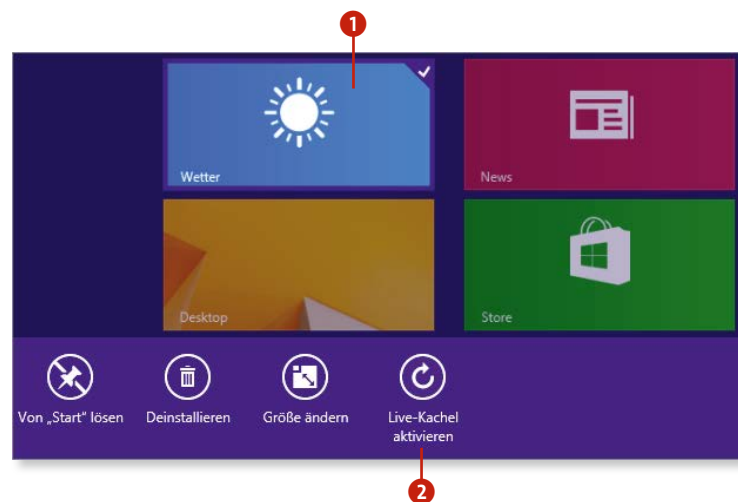 1
Wetter
News
Desktop
Store
Von „Start“ lösen
Deinstallieren
Größe ändern
Live-Kachel
aktivieren
2